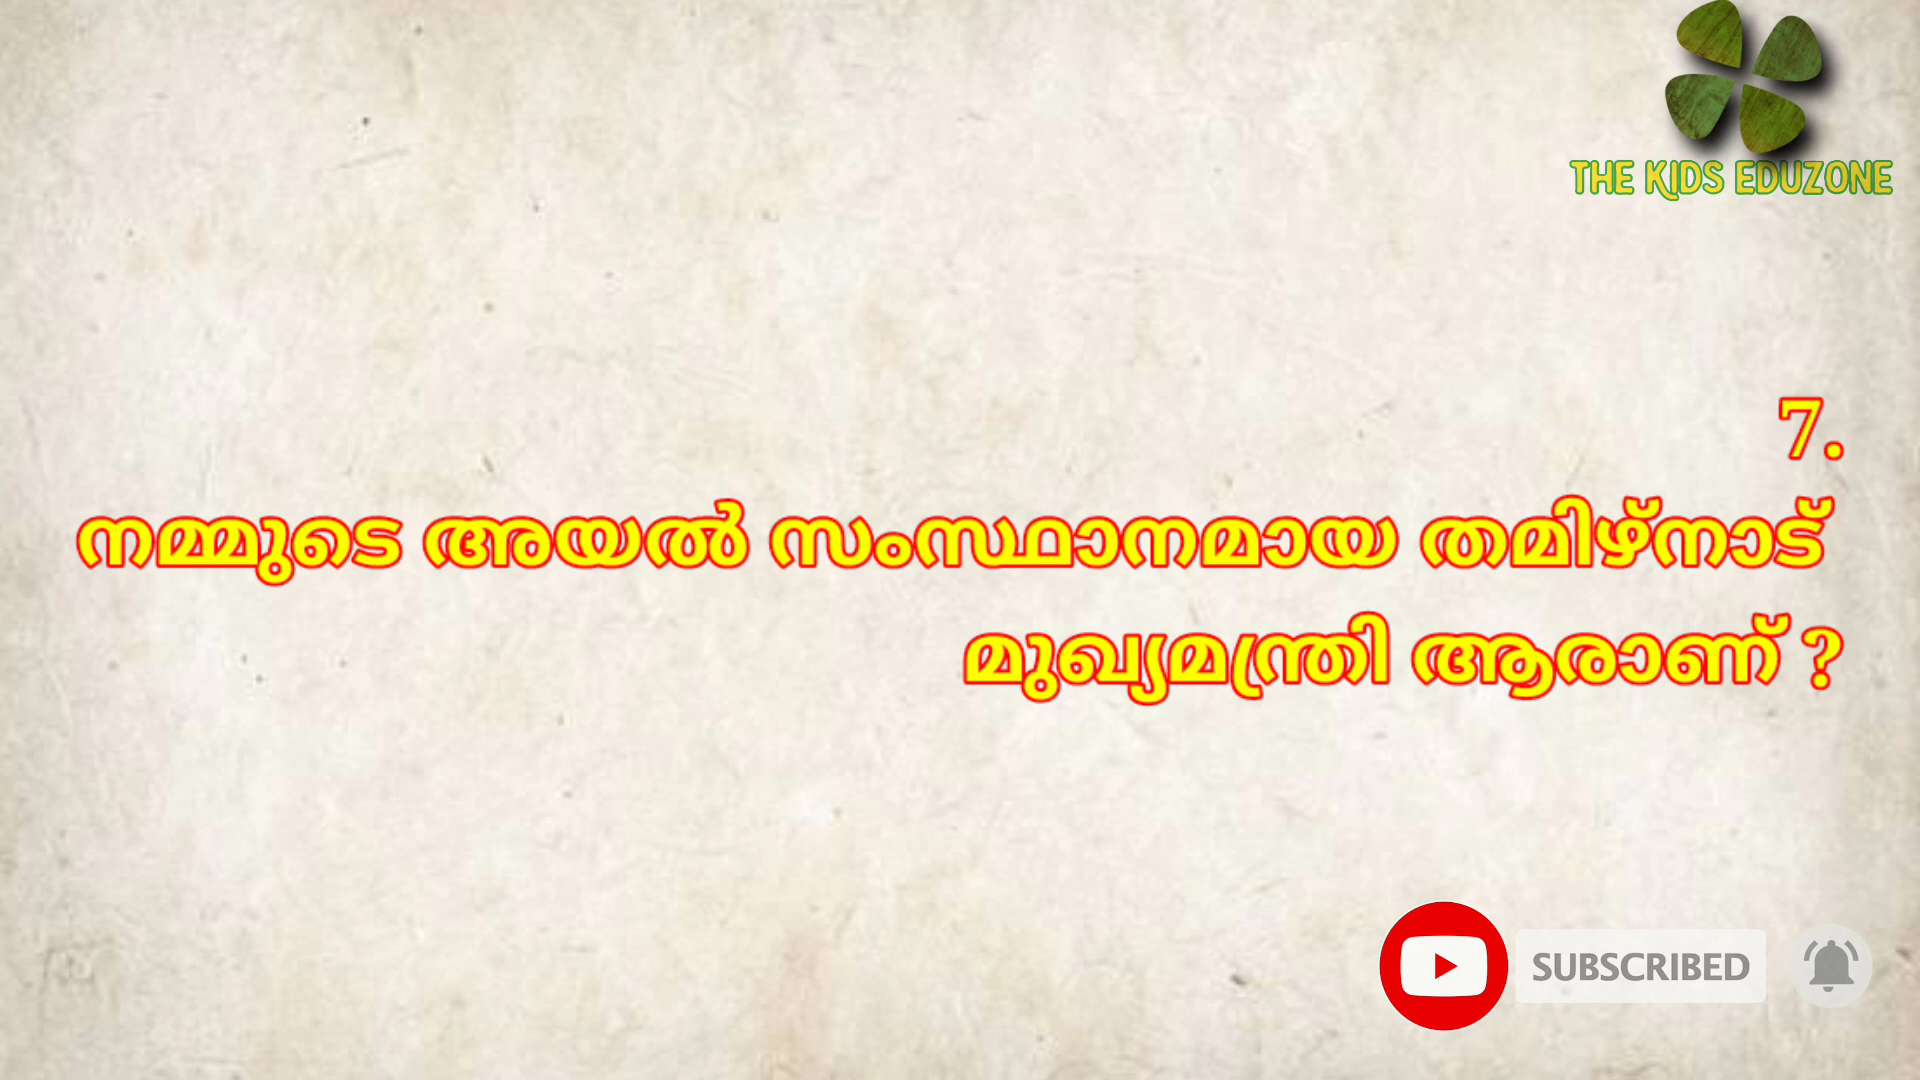 THE KIDS EDUZONE
7.
നമ്മുടെ അയൽ സംസ്ഥാനമായ തമിഴ്നാട്
മുഖ്യമന്ത്രി ആരാണ് ?
SUBSCRIBED